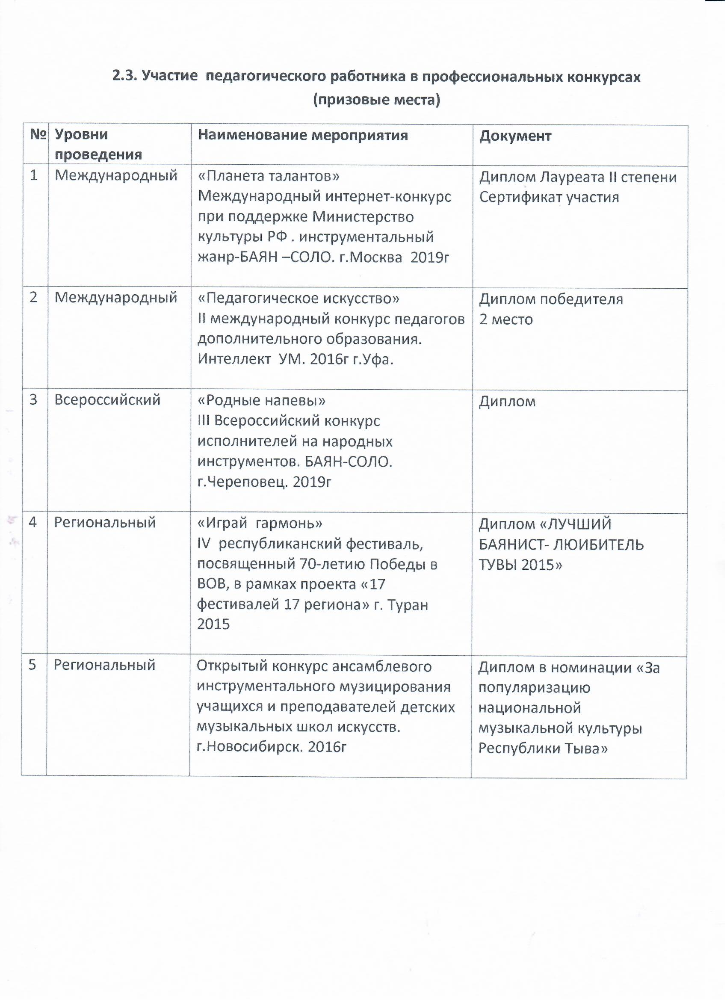 2.3. Участие  педагогического работника в профессиональных конкурсах
(призовые места)
№ Уровни проведения Наименование мероприятия Документ
1 Международный «Планета талантов» Диплом Лауреата II степени
Международный интернет-конкурс Сертификат участия
при поддержке Министерство
культуры РФ . инструментальный
жанр-БАЯН –СОЛО. г.Москва  2019г
2 Международный «Педагогическое искусство» Диплом победителя
II международный конкурс педагогов 2 место
дополнительного образования.
Интеллект  УМ. 2016г г.Уфа.
3 Всероссийский «Родные напевы» Диплом
III Всероссийский конкурс
исполнителей на народных
инструментов. БАЯН-СОЛО.
г.Череповец. 2019г
4 Региональный «Играй  гармонь» Диплом «ЛУЧШИЙ
IV  республиканский фестиваль, БАЯНИСТ- ЛЮИБИТЕЛЬ
посвященный 70-летию Победы в ТУВЫ 2015»
ВОВ, в рамках проекта «17
фестивалей 17 региона» г. Туран
2015
5 Региональный Открытый конкурс ансамблевого Диплом в номинации «За
инструментального музицирования популяризацию
учащихся и преподавателей детских национальной
музыкальных школ искусств. музыкальной культуры
г.Новосибирск. 2016г Республики Тыва»